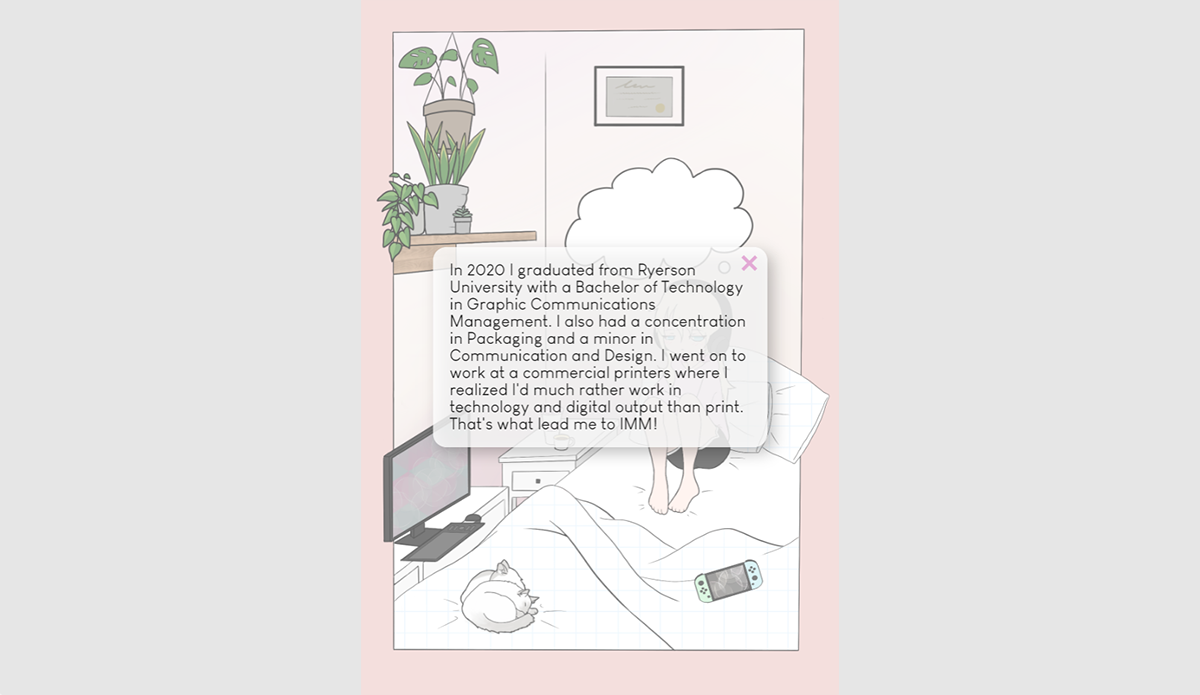 In 2020 I graduated from Ryerson
University with a Bachelor of Technology
in Graphic Communications
Management. I also had a concentration
in Packaging and a minor in
Communication and Design. I went on to
work at a commercial printers where I
realized I'd much rather work in
technology and digital output than print.
That's what lead me to IMM!